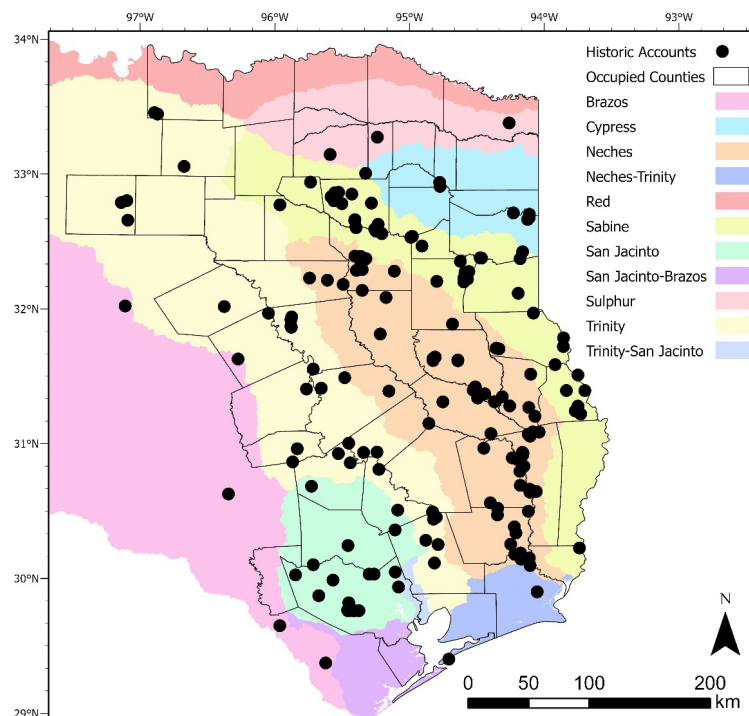 97°W
96°W
95°W
94°W
93°W
34°N
33°N
32°N
31°N
30°N
29°N
Historic Accounts
Occupied Counties
Brazos
Cypress
Neches
Neches-Trinity
Red
Sabine
San Jacinto
San Jacinto-Brazos
Sulphur
Trinity
Trinity-San Jacinto
N
0 50 100 200
km